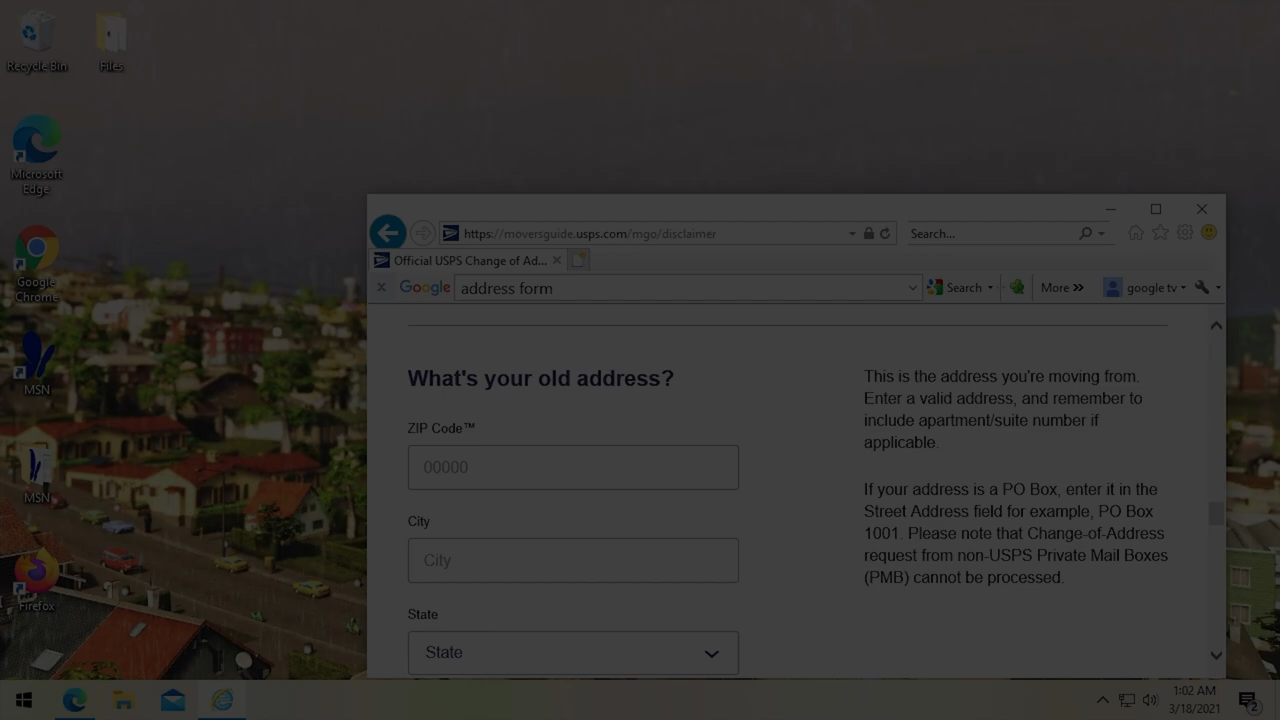 Recycle Bin
Files
Microsoft
Edge
Google
Chrome
MSN
MSN
Firefox
https://moversguide.usps.com/mgo/disclaimer
Search...
Official USPS Change of Ad...
Google
address form
Search
More
google tv
What's your old address?
ZIP Code™
00000
City
City
State
State
This is the address you're moving from.
Enter a valid address, and remember to
include apartment/suite number if
applicable.
If your address is a PO Box, enter it in the
Street Address field for example, PO Box
1001. Please note that Change-of-Address
request from non-USPS Private Mail Boxes
(PMB) cannot be processed.
1:02 AM
3/18/2021
2